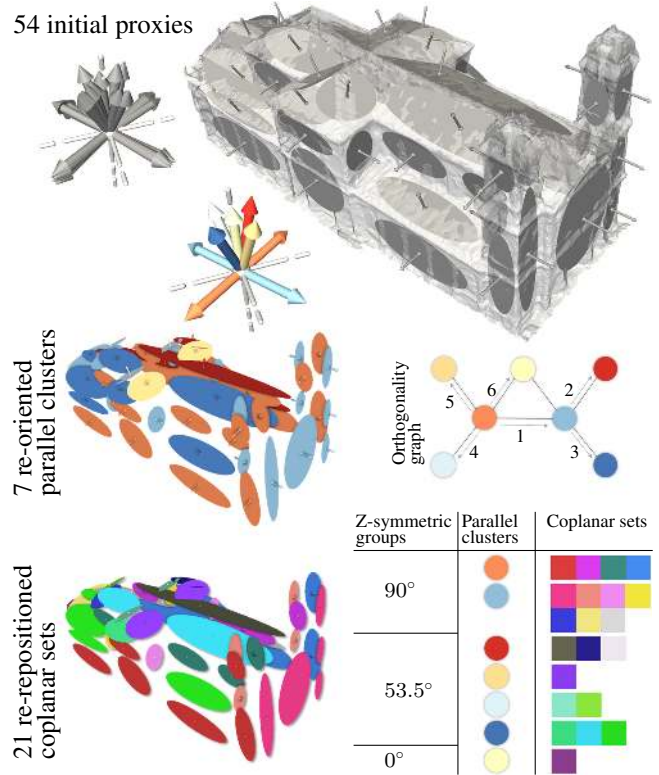 54 initial proxies
7 re-oriented
parallel clusters
Orthogonality
graph
5
6
2
1
4
3
21 re-repositioned
coplanar sets
Z-symmetric
groups
Parallel
clusters
Coplanar sets
90°
53.5°
0°